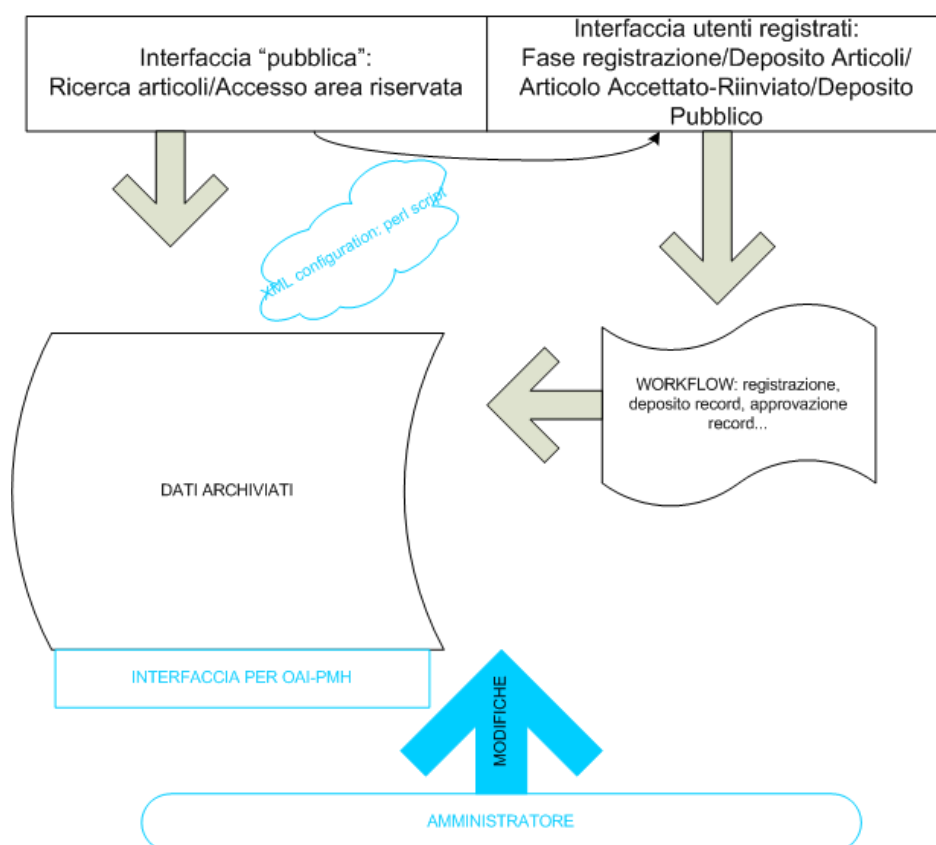 Interfaccia “pubblica”:
Ricerca articoli/Accesso area riservata
Interfaccia utenti registrati:
Fase registrazione/Deposito Articoli/
Articolo Accettato-Riinviato/Deposito
Pubblico
XML configuration: perl script
WORKFLOW: registrazione,
deposito record, approvazione
record...
DATI ARCHIVIATI
INTERFACCIA PER OAI-PMH
MODIFICHE
AMMINISTRATORE